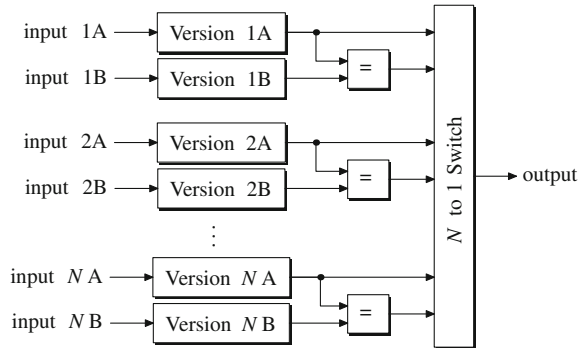 input 1A
Version 1A
input 1B
Version 1B
=
input 2A
Version 2A
input 2B
Version 2B
=
⋮
input N A
Version N A
input N B
Version N B
=
N to 1 Switch
output